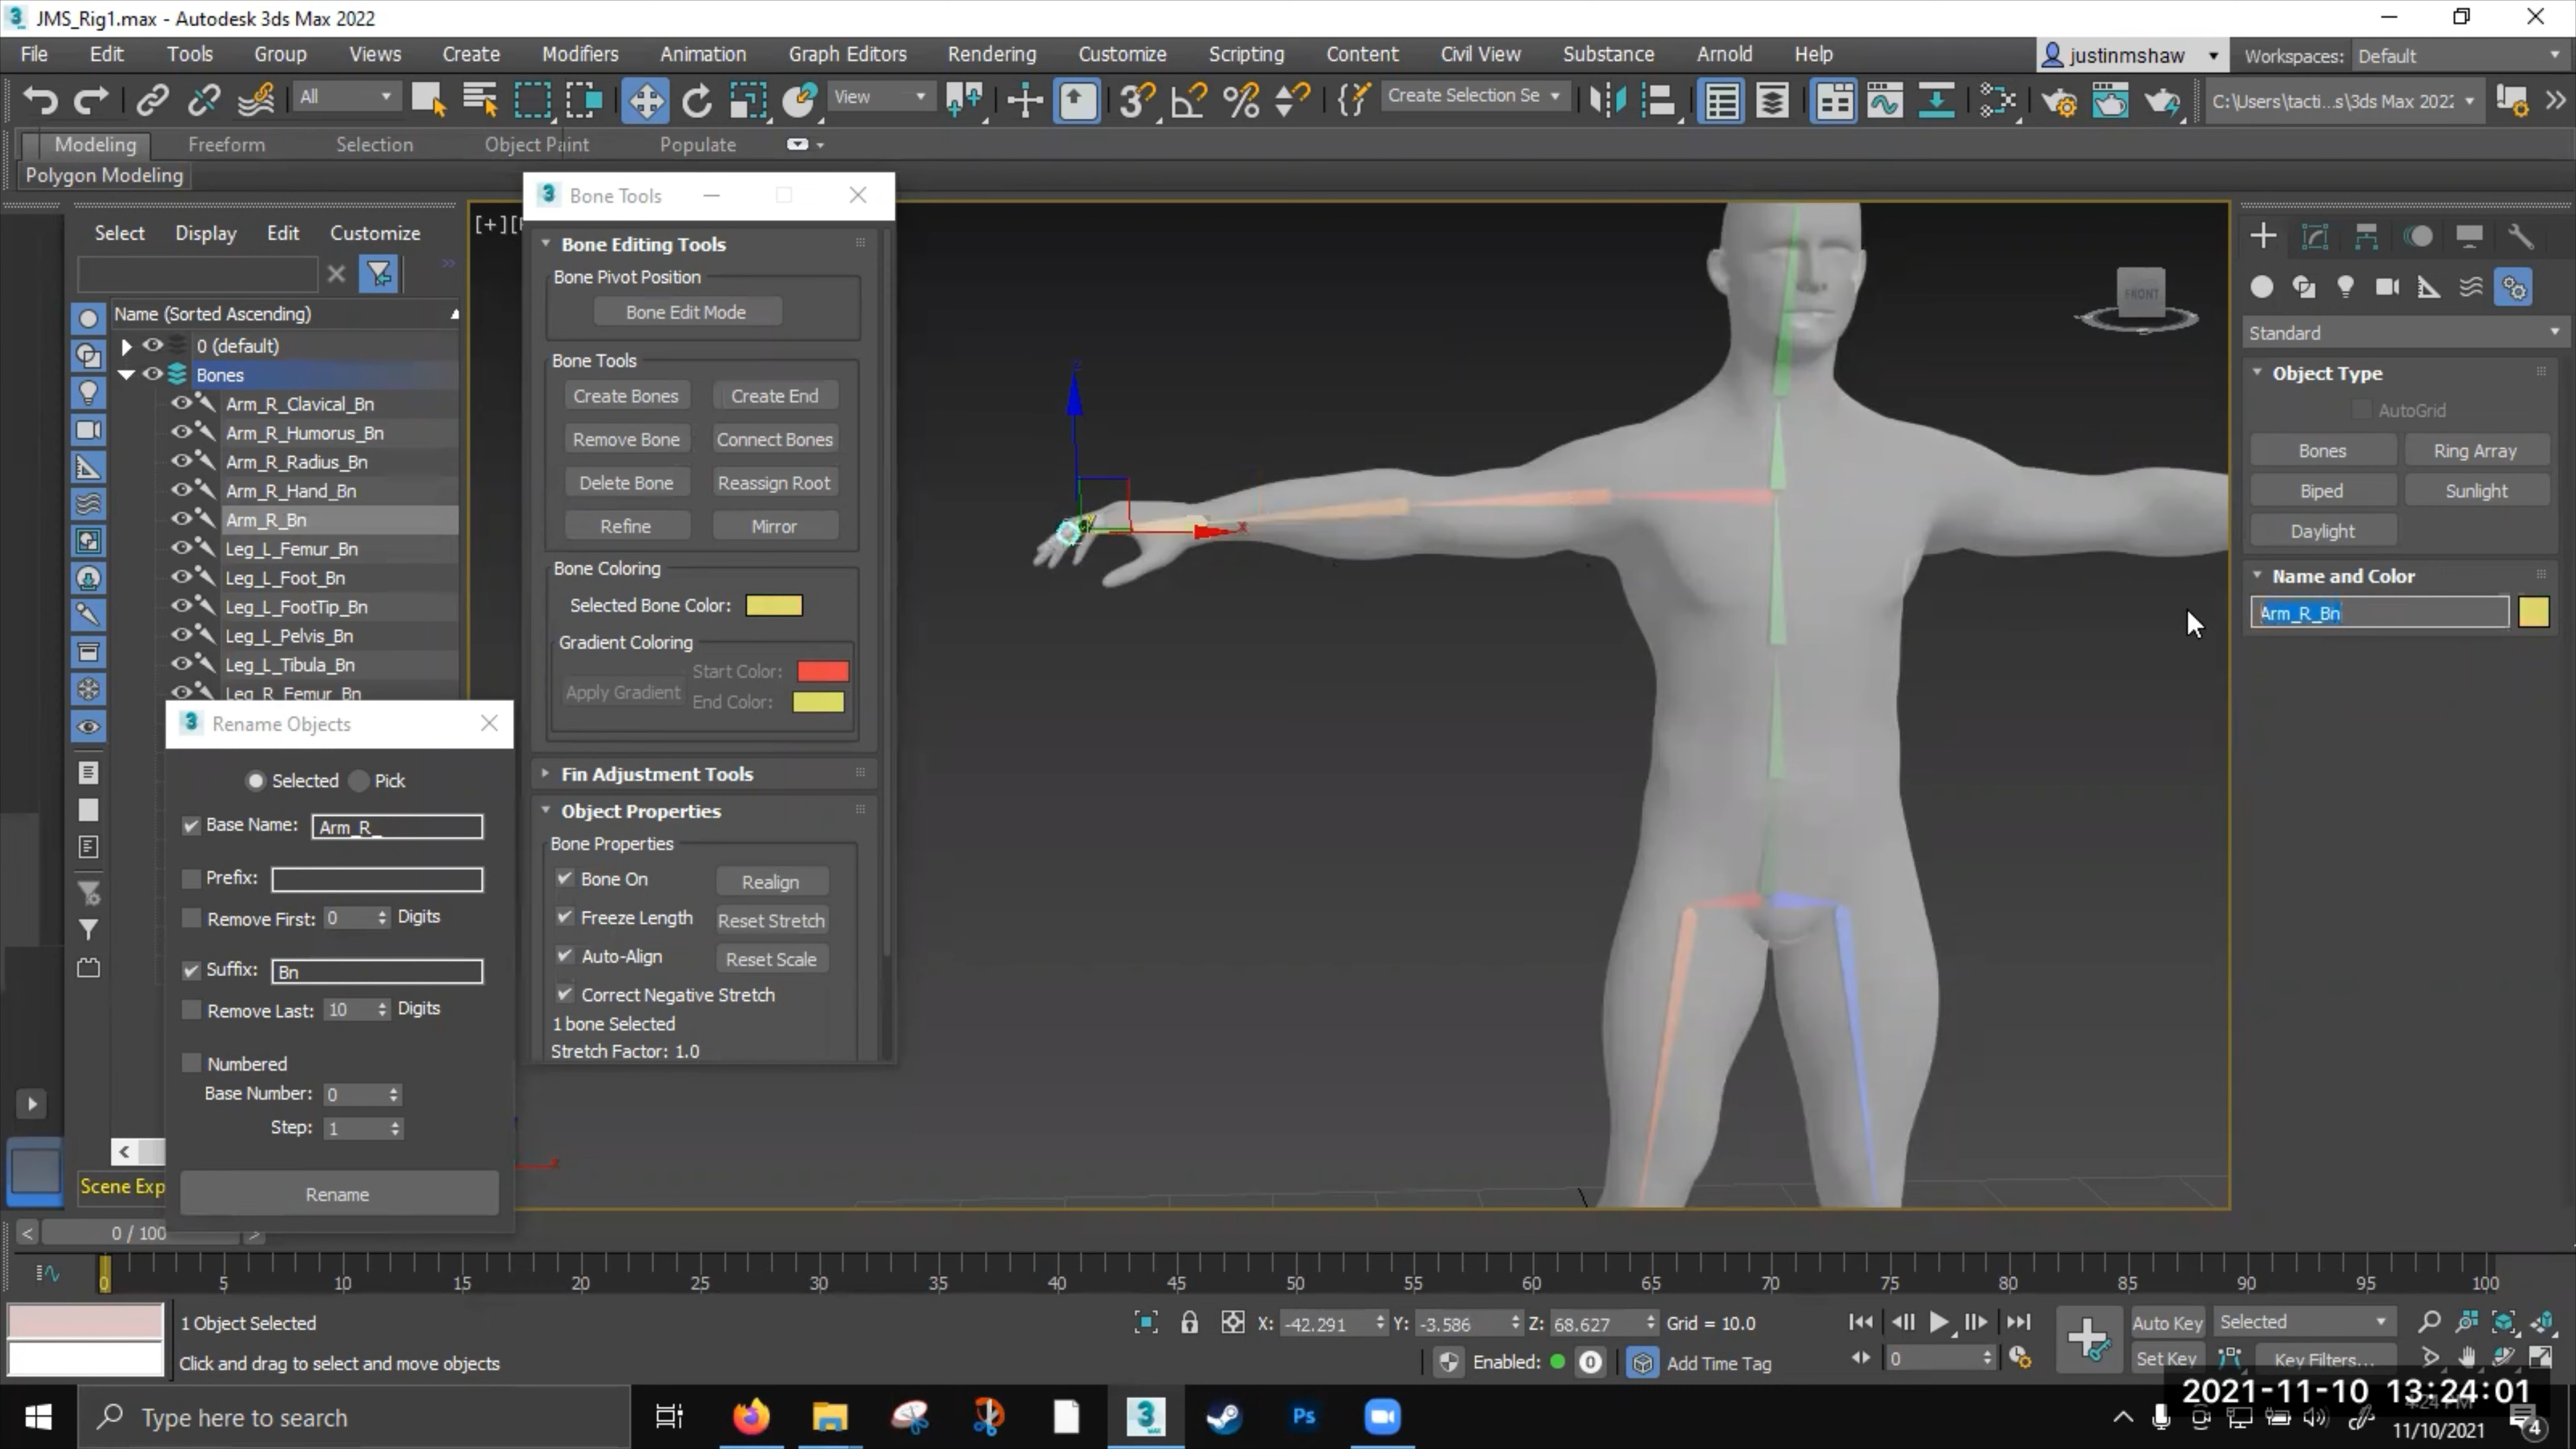 JMS_Rig1.max - Autodesk 3ds Max 2022
File Edit Tools Group Views Create Modifiers Animation Graph Editors Rendering Customize Scripting Content Civil View Substance Arnold Help justinmshaw Workspaces: Default
All View Create Selection Se C:\Users\tacti...s\3ds Max 2022
Modeling Freeform Selection Object Paint Populate
Polygon Modeling
Select Display Edit Customize
Name (Sorted Ascending)
0 (default)
Bones
Arm_R_Clavical_Bn
Arm_R_Humorus_Bn
Arm_R_Radius_Bn
Arm_R_Hand_Bn
Arm_R_Bn
Leg_L_Femur_Bn
Leg_L_Foot_Bn
Leg_L_FootTip_Bn
Leg_L_Pelvis_Bn
Leg_L_Tibula_Bn
Leg_R_Femur_Bn
Scene Exp
Rename Objects
Selected Pick
Base Name: Arm_R_
Prefix:
Remove First: 0 Digits
Suffix: Bn
Remove Last: 10 Digits
Numbered
Base Number: 0
Step: 1
Rename
[+]
Bone Tools
Bone Editing Tools
Bone Pivot Position
Bone Edit Mode
Bone Tools
Create Bones Create End
Remove Bone Connect Bones
Delete Bone Reassign Root
Refine Mirror
Bone Coloring
Selected Bone Color:
Gradient Coloring
Apply Gradient Start Color:
End Color:
Fin Adjustment Tools
Object Properties
Bone Properties
Bone On Realign
Freeze Length Reset Stretch
Auto-Align Reset Scale
Correct Negative Stretch
1 bone Selected
Stretch Factor: 1.0
z
y
x
FRONT
Standard
Object Type
AutoGrid
Bones Ring Array
Biped Sunlight
Daylight
Name and Color
Arm_R_Bn
0 / 100
0 5 10 15 20 25 30 35 40 45 50 55 60 65 70 75 80 85 90 95 100
1 Object Selected
Click and drag to select and move objects
X: -42.291 Y: -3.586 Z: 68.627 Grid = 10.0
Enabled: 0 Add Time Tag
0
Auto Key Selected
Set Key Key Filters...
2021-11-10 13:24:01
Type here to search
Ps
11/10/2021
4